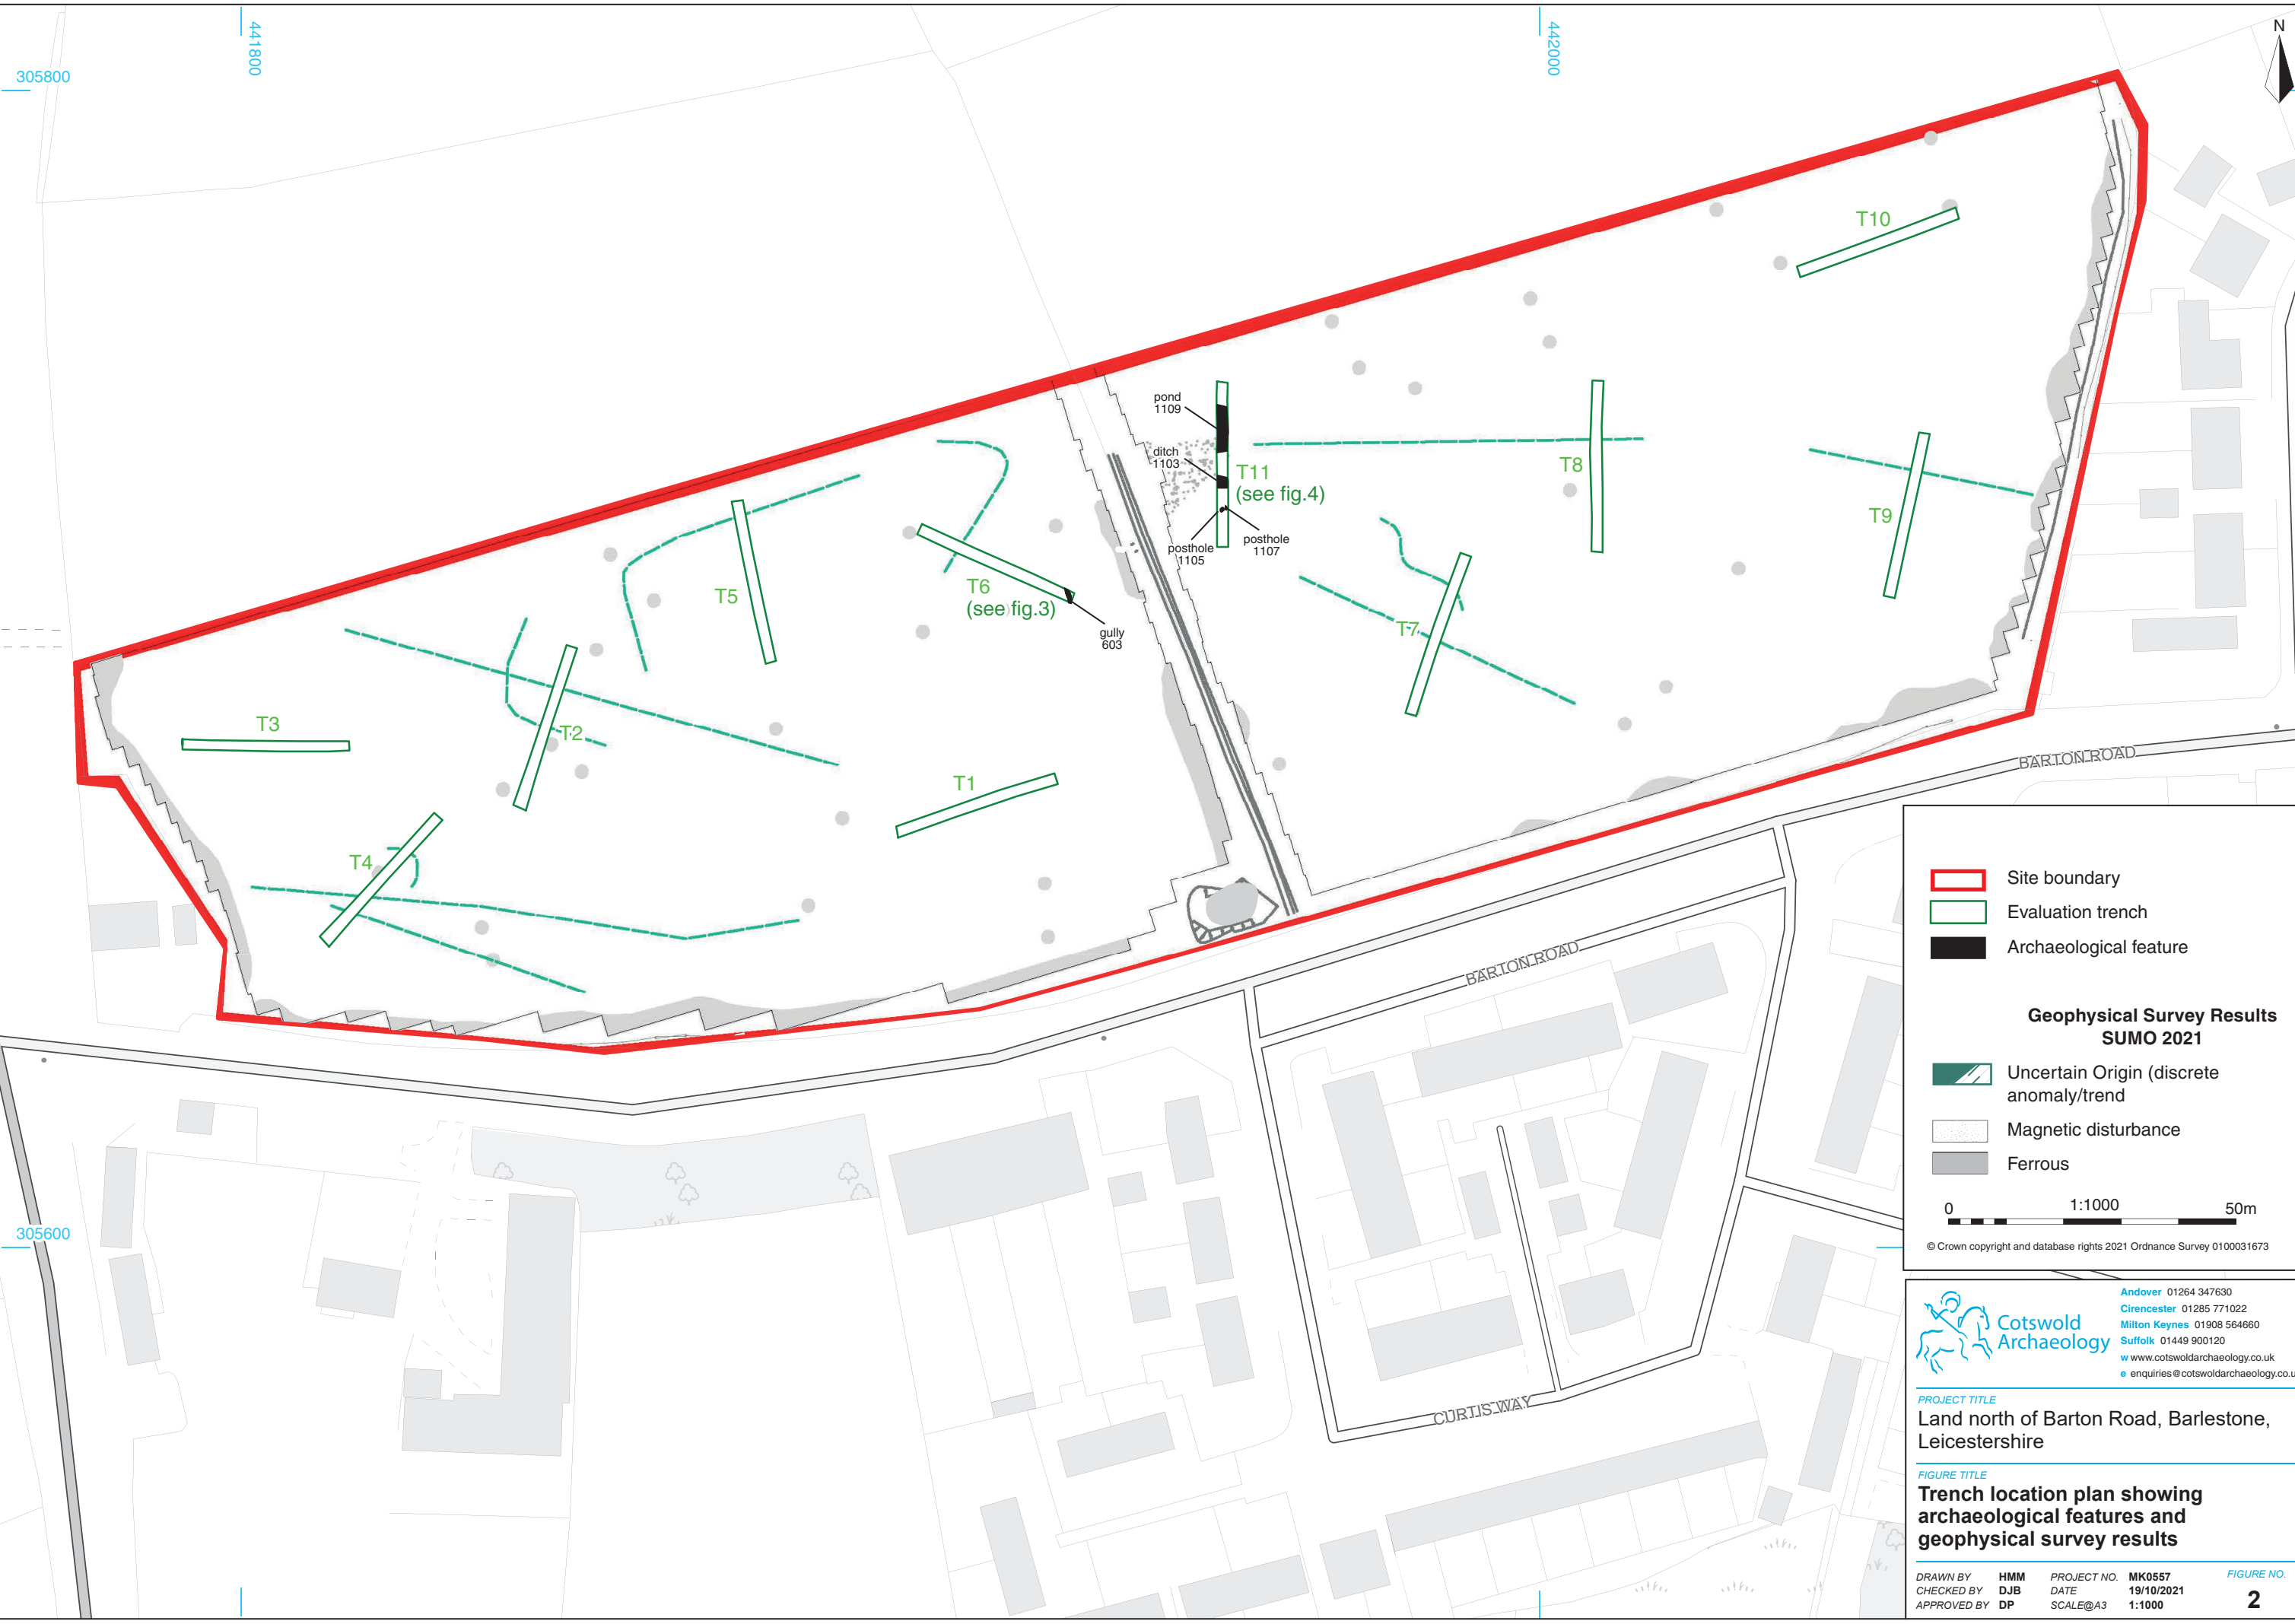 441800
442000
N
305800
T10
pond
1109
ditch
1103
T11
(see fig.4)
T8
posthole
1105
posthole
1107
T9
T5
T6
(see fig.3)
gully
603
T7
T3
T2
T1
T4
BARTON ROAD
BARTON ROAD
CURTIS WAY
305600
Site boundary
Evaluation trench
Archaeological feature
Geophysical Survey Results
SUMO 2021
Uncertain Origin (discrete
anomaly/trend
Magnetic disturbance
Ferrous
0 1:1000 50m
© Crown copyright and database rights 2021 Ordnance Survey 0100031673
Cotswold
Archaeology
Andover 01264 347630
Cirencester 01285 771022
Milton Keynes 01908 564660
Suffolk 01449 900120
w www.cotswoldarchaeology.co.uk
e enquiries@cotswoldarchaeology.co.u
PROJECT TITLE
Land north of Barton Road, Barlestone,
Leicestershire
FIGURE TITLE
Trench location plan showing
archaeological features and
geophysical survey results
DRAWN BY HMM PROJECT NO. MK0557 FIGURE NO.
CHECKED BY DJB DATE 19/10/2021
APPROVED BY DP SCALE@A3 1:1000 2